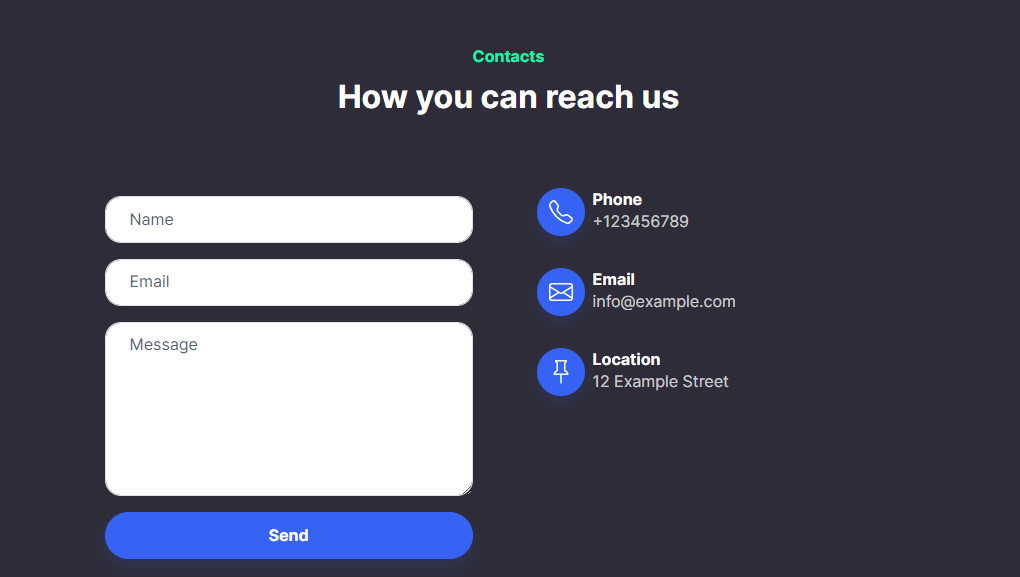 Contacts
How you can reach us
Name
Email
Message
Send
Phone
+123456789
Email
info@example.com
Location
12 Example Street